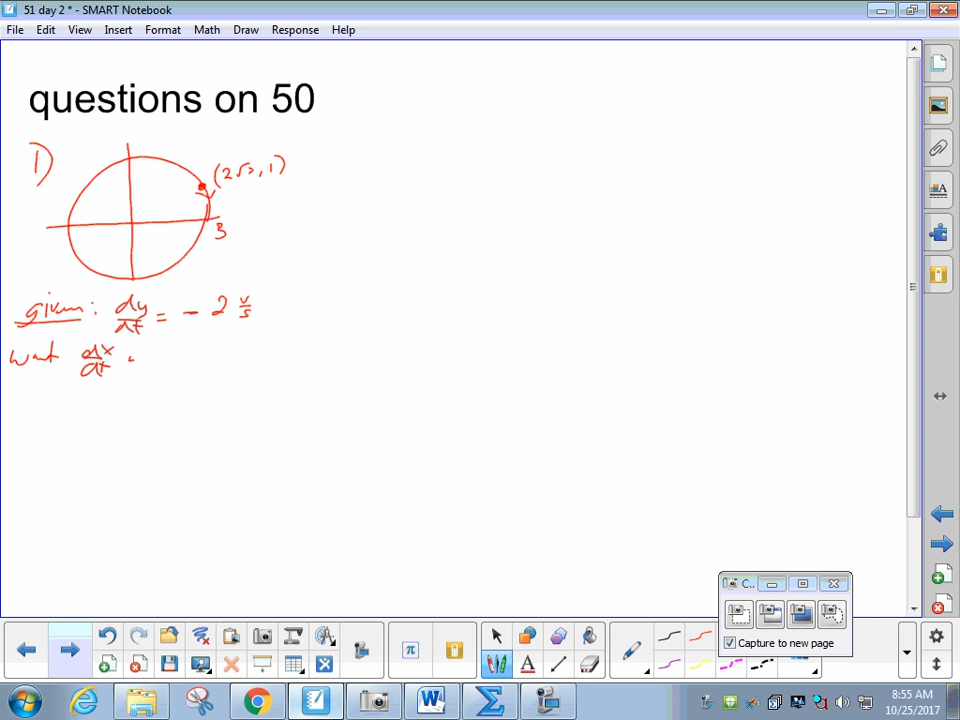 51 day 2 * - SMART Notebook
File Edit View Insert Format Math Draw Response Help
questions on 50
1)
(2√2, 1)
3
given: dy/dt = - 2 v/s
want dx/dt
C..
Capture to new page
8:55 AM
10/25/2017